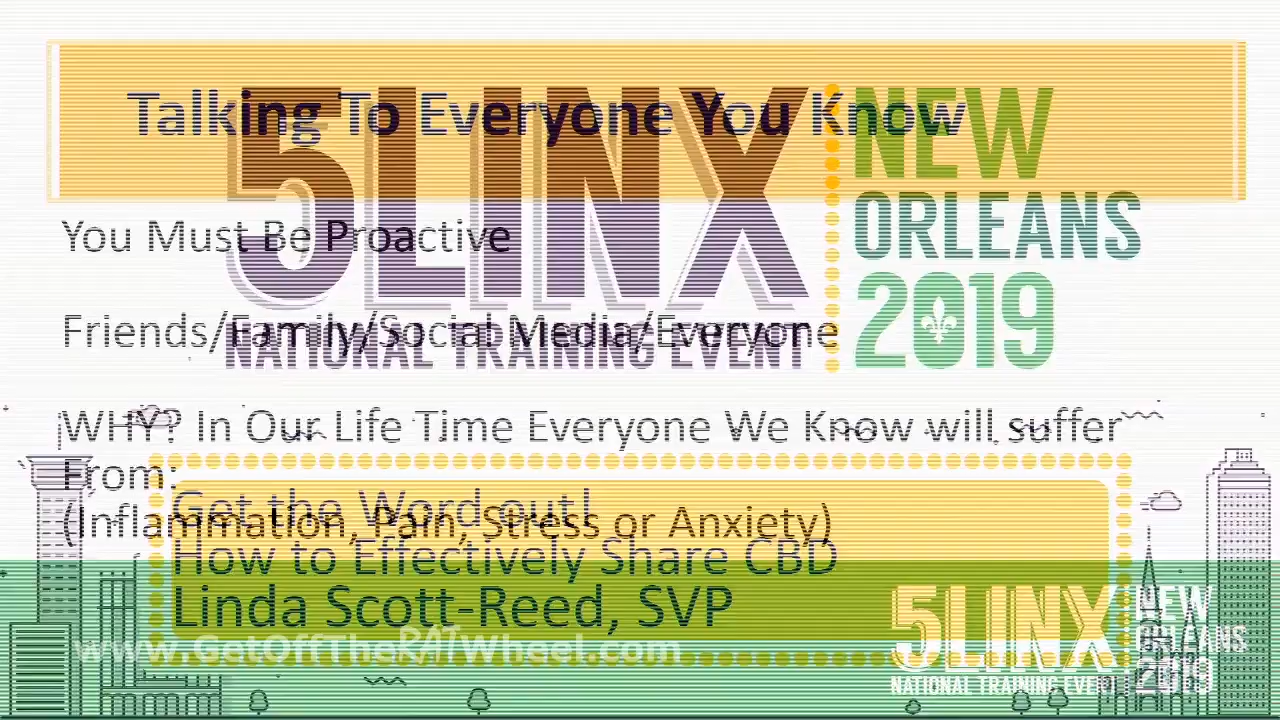 Talking To Everyone You Know
5LINX
NEW
ORLEANS
2019
NATIONAL TRAINING EVENT
You Must Be Proactive
Friends/Family/Social Media/Everyone
WHY? In Our Life Time Everyone We Know will suffer
From:
(Inflammation, Pain, Stress or Anxiety)
Get the Word out!
How to Effectively Share CBD
Linda Scott-Reed, SVP
www.GetOffTheRATWheel.com
5LINX
NATIONAL TRAINING EVENT
NEW
ORLEANS
2019